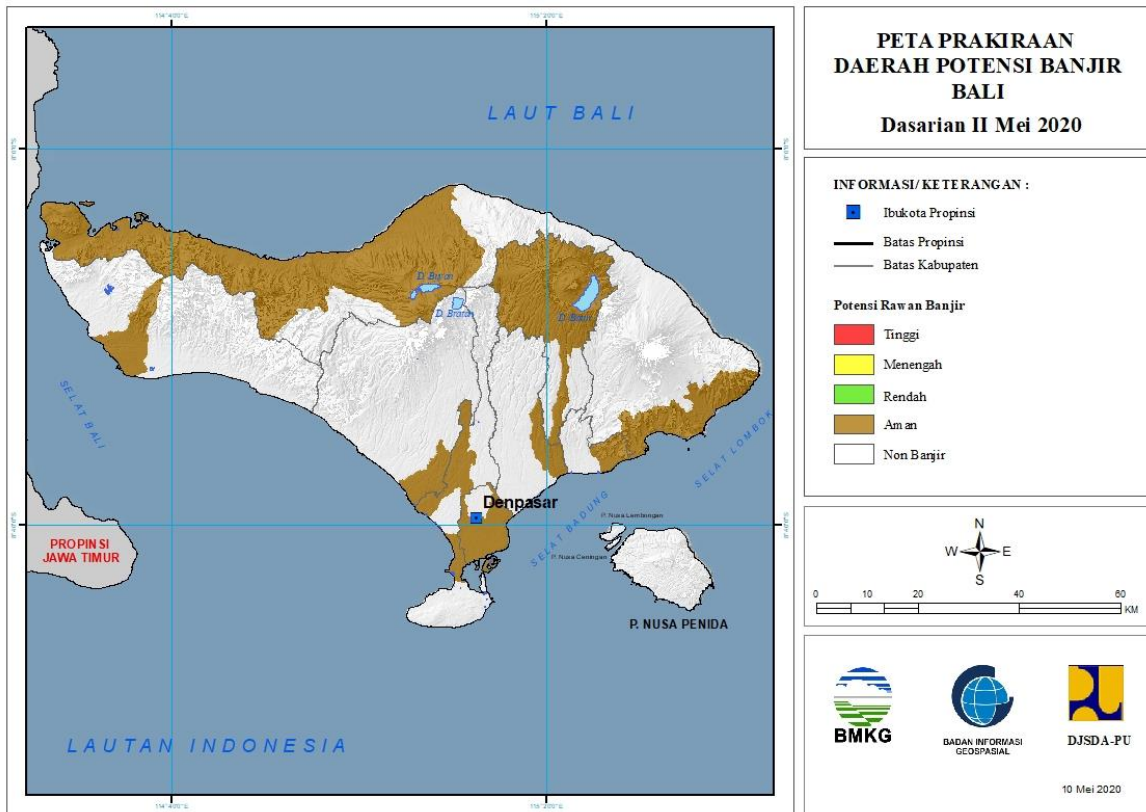 PETA PRAKIRAAN
DAERAH POTENSI BANJIR
BALI
Dasarian II Mei 2020
INFORMASI/ KETERANGAN :
Ibukota Propinsi
Batas Propinsi
Batas Kabupaten
Potensi Rawan Banjir
Tinggi
Menengah
Rendah
Aman
Non Banjir
N
W E
S
0 10 20 40 60
KM
BMKG
BADAN INFORMASI
GEOSPASIAL
DJSDA-PU
10 Mei 2020
LAUT BALI
D. Bratan
SELAT BALI
SELAT LOMBOK
Denpasar
SELAT BADUNG
P. Nusa Lembongan
P. Nusa Ceningan
PROPINSI
JAWA TIMUR
P. NUSA PENIDA
LAUTAN INDONESIA